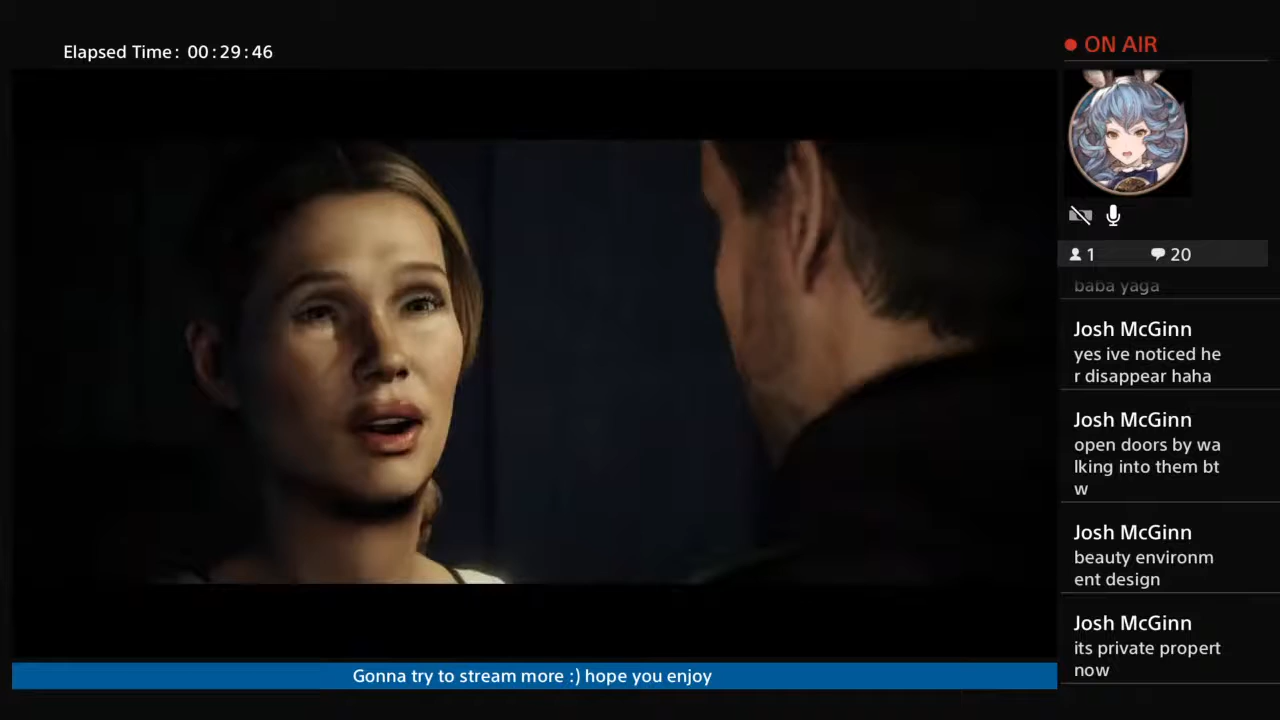 Elapsed Time: 00:29:46
ON AIR
1
20
baba yaga
Josh McGinn
yes ive noticed he
r disappear haha
Josh McGinn
open doors by wa
lking into them bt
w
Josh McGinn
beauty environm
ent design
Josh McGinn
its private propert
now
Gonna try to stream more :) hope you enjoy